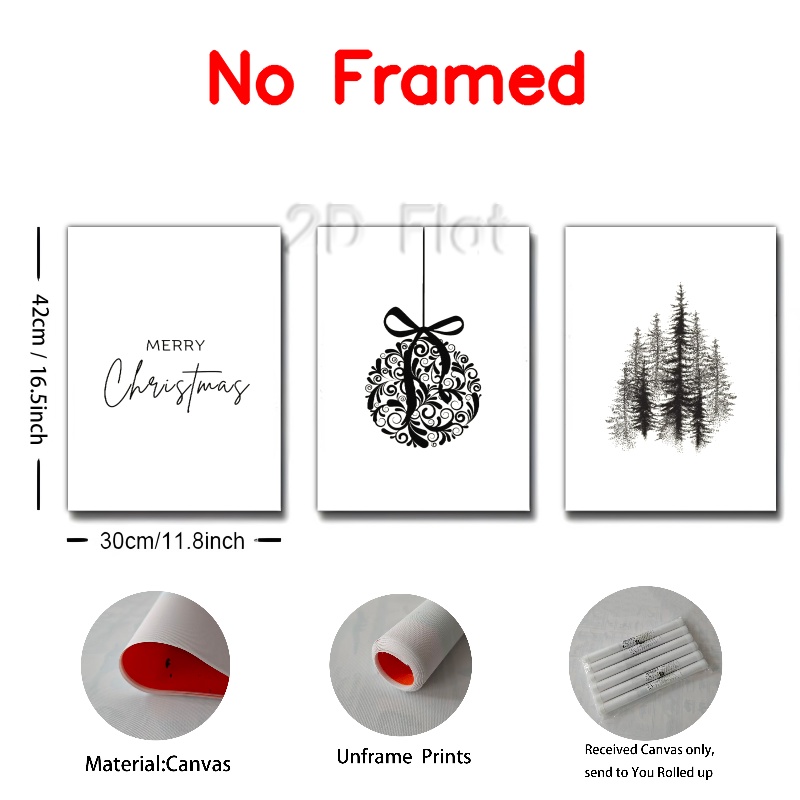 No Framed
2D Flat
42cm / 16.5inch
MERRY
Christmas
30cm/11.8inch
Material:Canvas
Unframe Prints
Received Canvas only,
send to You Rolled up